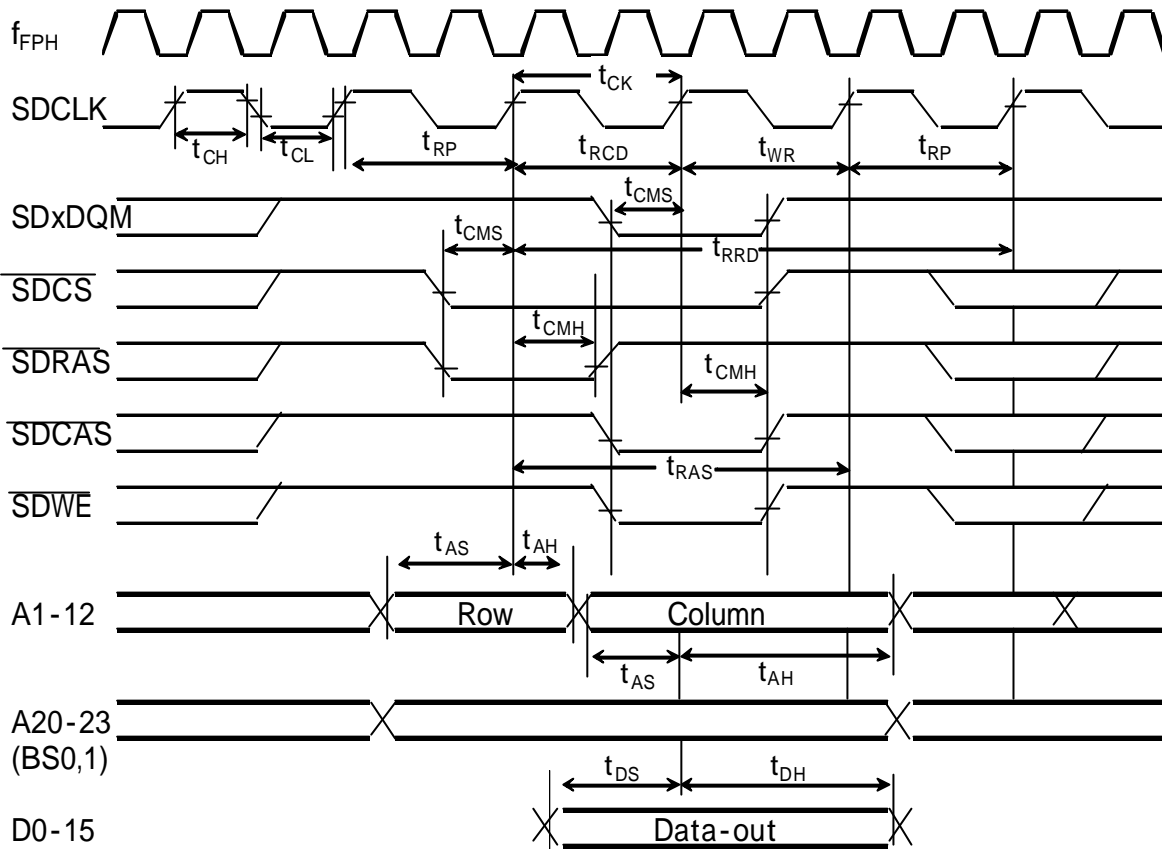 fFPH
tCK
SDCLK
tCH tCL tRP tRCD tWR tRP
SDxDQM tCMS
tCMS tRRD
SDCS
tCMH
SDRAS tCMH
SDCAS
tRAS
SDWE
tAS tAH
A1-12 Row Column
tAS tAH
A20-23
(BS0,1)
tDS tDH
D0-15 Data-out